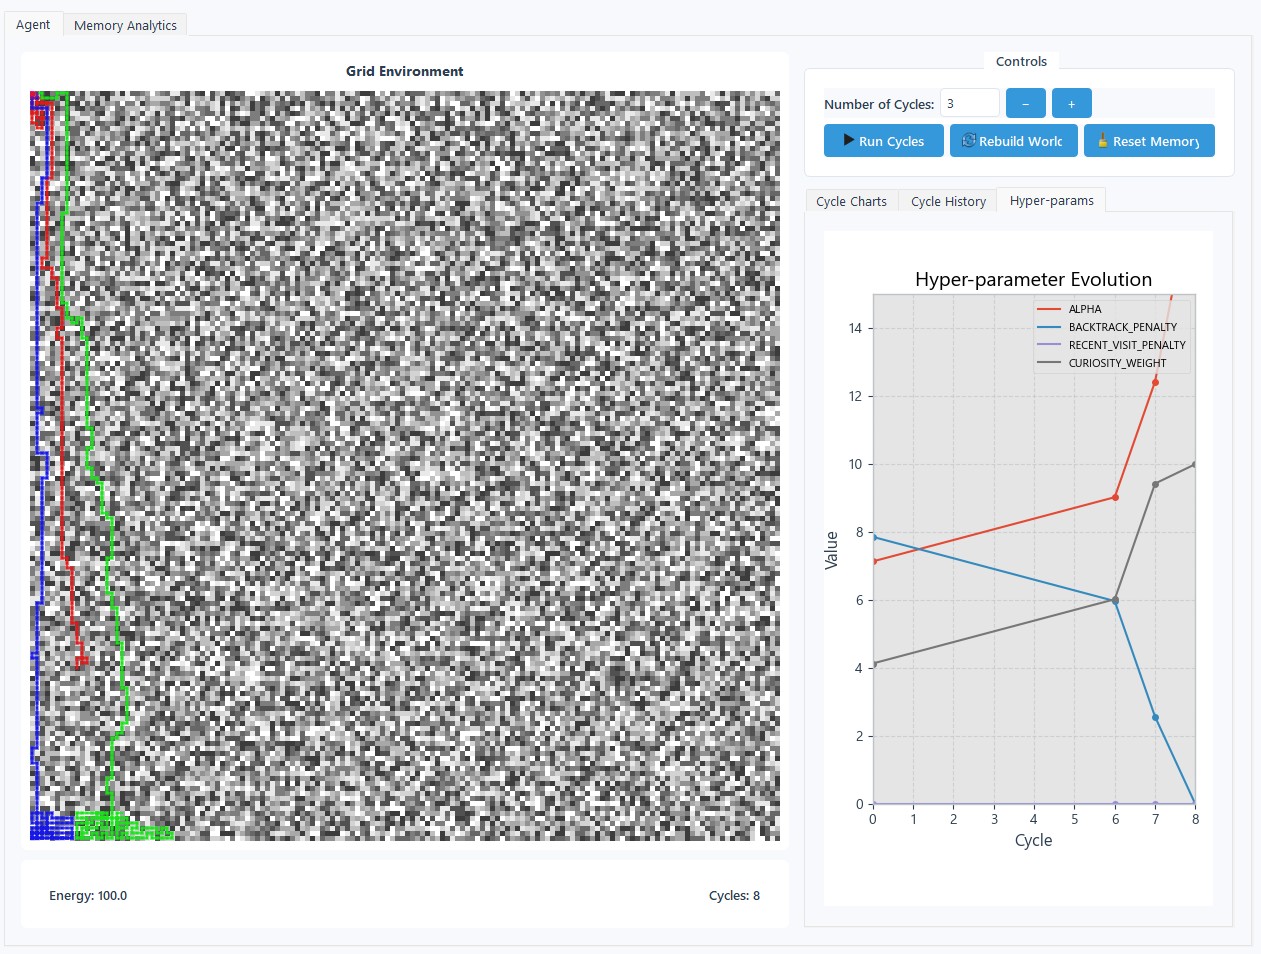 Agent
Memory Analytics
Grid Environment
Controls
Number of Cycles: 3 − +
Run Cycles
Rebuild World
Reset Memory
Cycle Charts
Cycle History
Hyper-params
Hyper-parameter Evolution
ALPHA
BACKTRACK_PENALTY
RECENT_VISIT_PENALTY
CURIOSITY_WEIGHT
14
12
10
8
6
4
2
0
Value
0 1 2 3 4 5 6 7 8
Cycle
Energy: 100.0
Cycles: 8